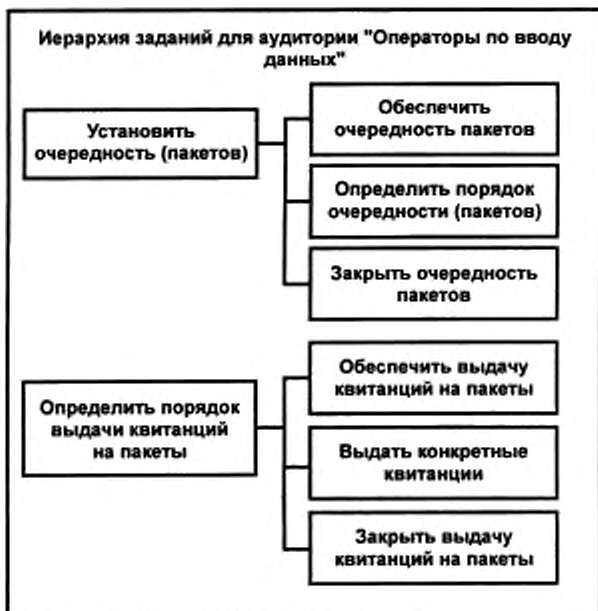 Иерархия заданий для аудитории "Операторы по вводу
данных"
Установить
очередность (пакетов)
Обеспечить
очередность пакетов
Определить порядок
очередности (пакетов)
Закрыть очередность
пакетов
Определить порядок
выдачи квитанций
на пакеты
Обеспечить выдачу
квитанций на пакеты
Выдать конкретные
квитанции
Закрыть выдачу
квитанций на пакеты